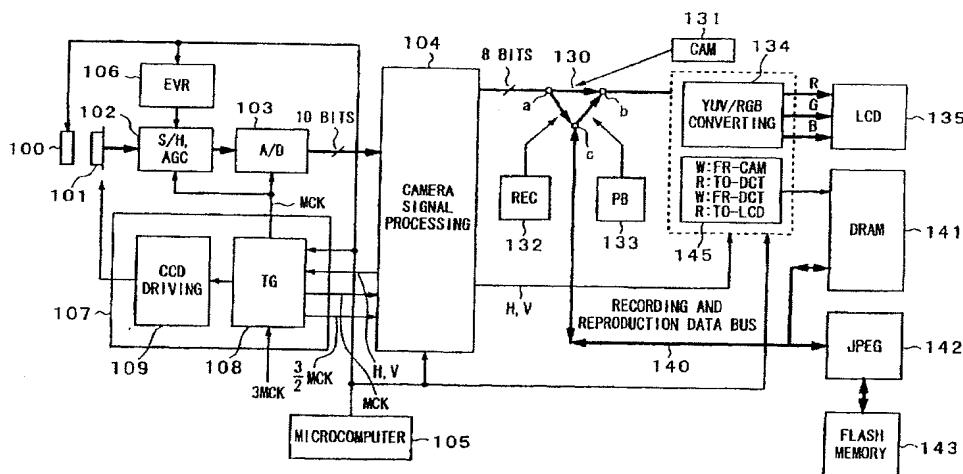 131
CAM
104
8 BITS
130
134
106
EVR
102
103
10 BITS
a
b
c
R
G
B
YUV/RGB
CONVERTING
LCD
135
100
101
S/H,
AGC
A/D
CAMERA
SIGNAL
PROCESSING
REC
132
PB
133
W:FR-CAM
R:TO-DCT
W:FR-DCT
R:TO-LCD
145
DRAM
141
MCK
CCD
DRIVING
TG
107
109
108
3MCK
3/2 MCK
H, V
MCK
H, V
RECORDING AND
REPRODUCTION DATA BUS
140
JPEG
142
MICROCOMPUTER
105
FLASH
MEMORY
143